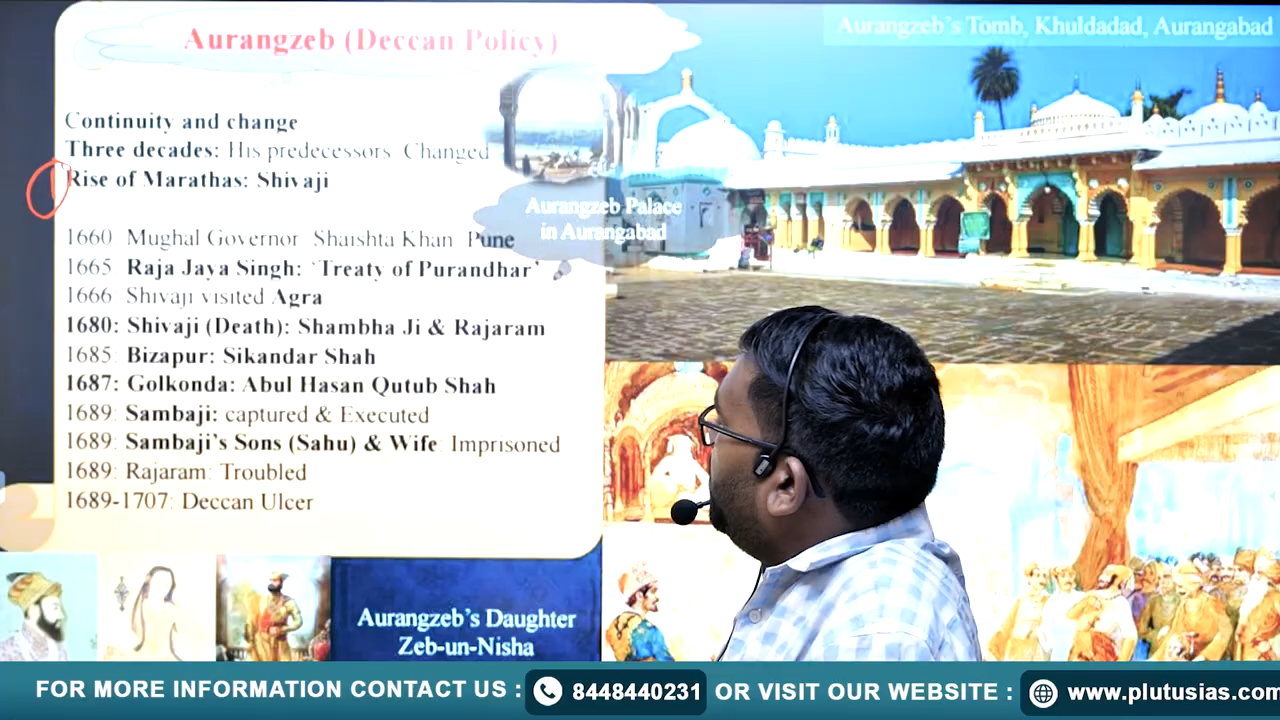 Aurangzeb (Deccan Policy)
Aurangzeb's Tomb, Khuldadad, Aurangabad
Continuity and change
Three decades: His predecessors Changed
Rise of Marathas: Shivaji
Aurangzeb Palace
in Aurangabad
1660 Mughal Governor Shaishta Khan Pune
1665 Raja Jaya Singh: 'Treaty of Purandhar'
1666 Shivaji visited Agra
1680: Shivaji (Death): Shambha Ji & Rajaram
1685: Bizapur: Sikandar Shah
1687: Golkonda: Abul Hasan Qutub Shah
1689: Sambaji: captured & Executed
1689: Sambaji's Sons (Sahu) & Wife: Imprisoned
1689: Rajaram: Troubled
1689-1707: Deccan Ulcer
Aurangzeb's Daughter
Zeb-un-Nisha
FOR MORE INFORMATION CONTACT US : 8448440231 OR VISIT OUR WEBSITE : www.plutusias.com